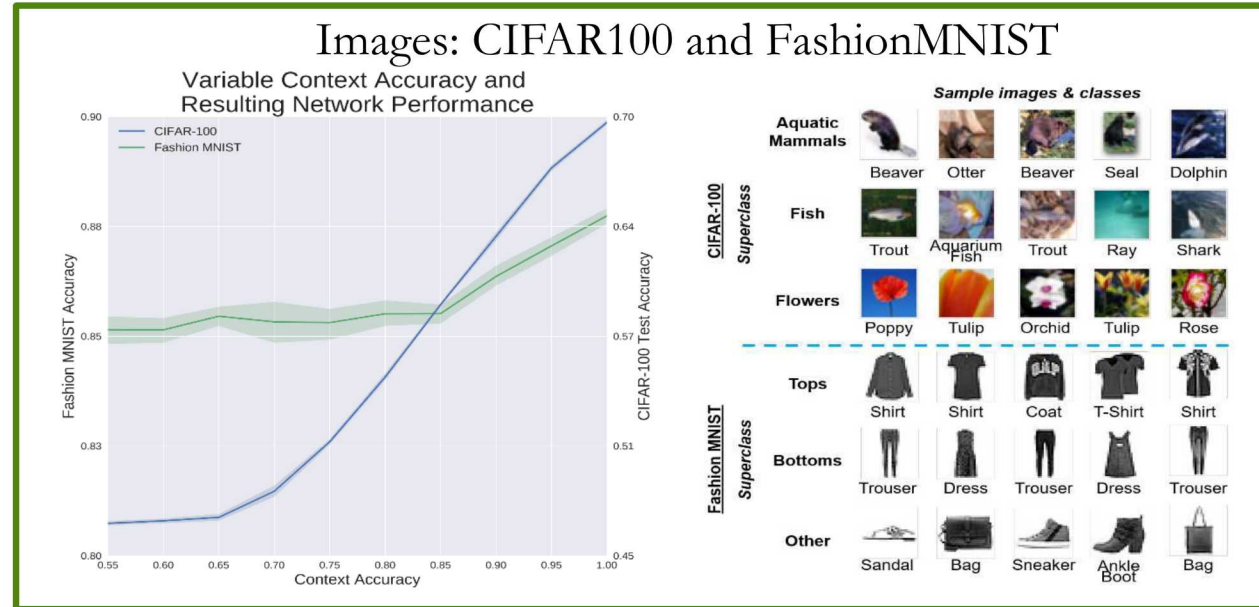 Images: CIFAR100 and FashionMNIST
Variable Context Accuracy and
Resulting Network Performance
CIFAR-100
Fashion MNIST
0.90
0.88
0.85
0.83
0.80
Fashion MNIST Accuracy
0.70
0.64
0.57
0.51
0.45
CIFAR-100 Test Accuracy
0.55 0.60 0.65 0.70 0.75 0.80 0.85 0.90 0.95 1.00
Context Accuracy
Sample images & classes
CIFAR-100
Superclass
Aquatic
Mammals
Beaver Otter Beaver Seal Dolphin
Fish
Trout Aquarium Fish Trout Ray Shark
Flowers
Poppy Tulip Orchid Tulip Rose
Fashion MNIST
Superclass
Tops
GAP
Shirt Shirt Coat T-Shirt Shirt
Bottoms
Trouser Dress Trouser Dress Trouser
Other
Sandal Bag Sneaker Ankle Boot Bag